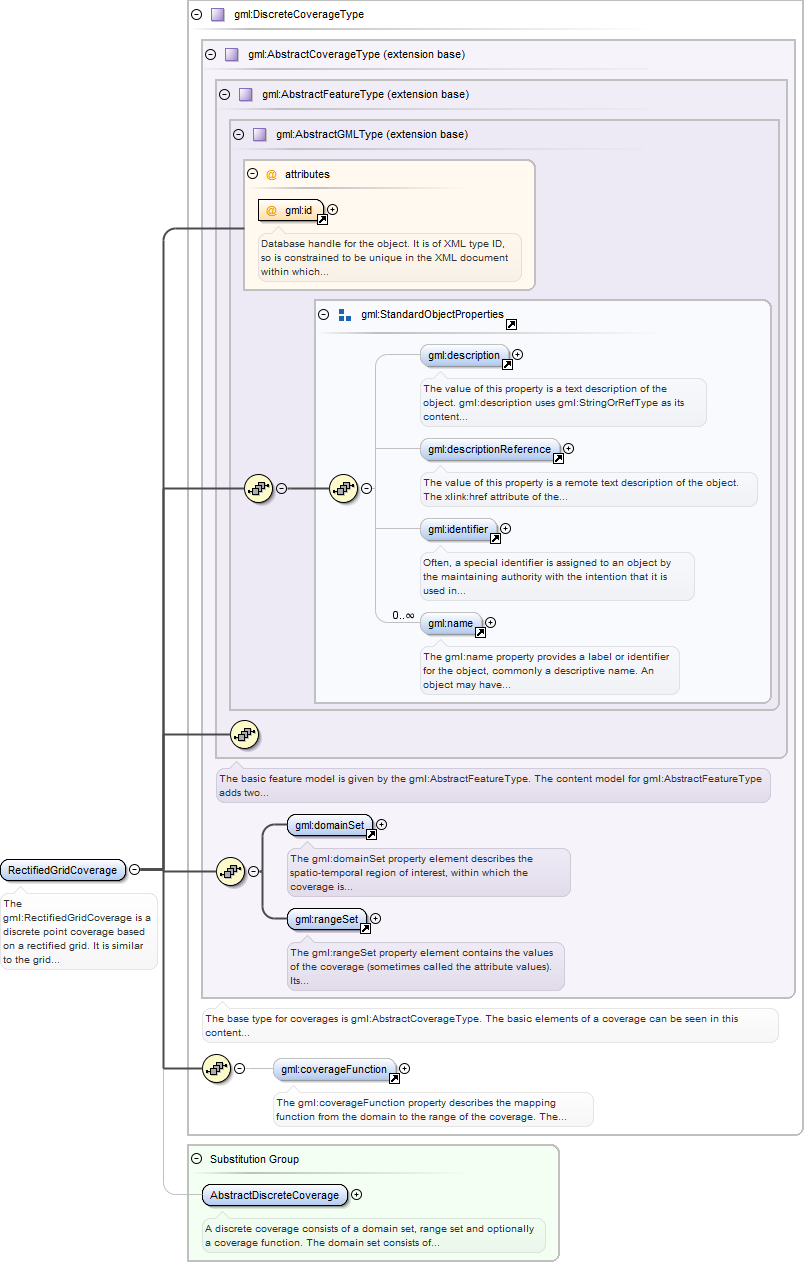 gml:DiscreteCoverageType
gml:AbstractCoverageType (extension base)
gml:AbstractFeatureType (extension base)
gml:AbstractGMLType (extension base)
@ attributes
@ gml:id
Database handle for the object. It is of XML type ID,
so is constrained to be unique in the XML document
within which...
gml:StandardObjectProperties
gml:description
The value of this property is a text description of the
object. gml:description uses gml:StringOrRefType as its
content...
gml:descriptionReference
The value of this property is a remote text description of the object.
The xlink:href attribute of the...
gml:identifier
Often, a special identifier is assigned to an object by
the maintaining authority with the intention that it is
used in...
0..∞
gml:name
The gml:name property provides a label or identifier
for the object, commonly a descriptive name. An
object may have...
The basic feature model is given by the gml:AbstractFeatureType. The content model for gml:AbstractFeatureType
adds two...
gml:domainSet
The gml:domainSet property element describes the
spatio-temporal region of interest, within which the
coverage is...
RectifiedGridCoverage
The
gml:RectifiedGridCoverage is a
discrete point coverage based
on a rectified grid. It is similar
to the grid...
gml:rangeSet
The gml:rangeSet property element contains the values
of the coverage (sometimes called the attribute values).
Its...
The base type for coverages is gml:AbstractCoverageType. The basic elements of a coverage can be seen in this
content...
gml:coverageFunction
The gml:coverageFunction property describes the mapping
function from the domain to the range of the coverage. The...
Substitution Group
AbstractDiscreteCoverage
A discrete coverage consists of a domain set, range set and optionally
a coverage function. The domain set consists of...